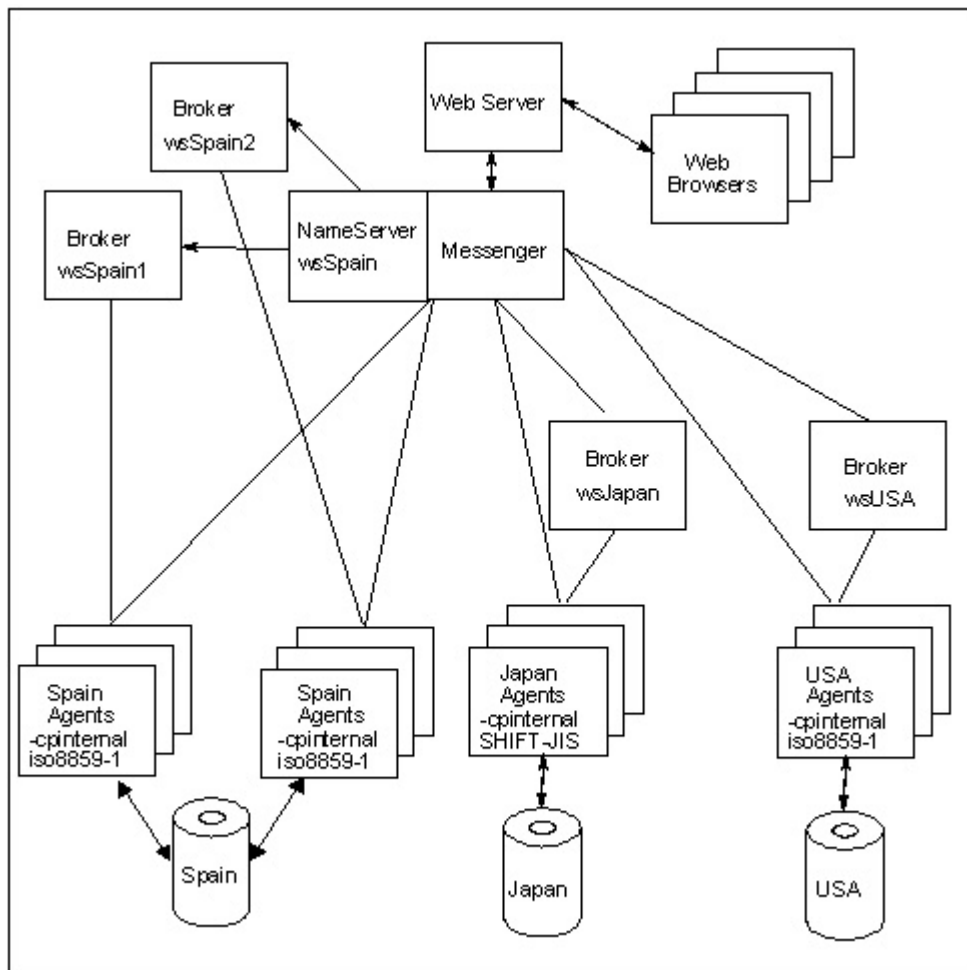 Web Server
Broker
wsSpain2
Web
Browsers
Broker
wsSpain1
NameServer
wsSpain
Messenger
Broker
wsJapan
Broker
wsUSA
Spain
Agents
-cpinternal
iso8859-1
Spain
Agents
-cpinternal
iso8859-1
Japan
Agents
-cpinternal
SHIFT-JIS
USA
Agents
-cpinternal
iso8859-1
Spain
Japan
USA